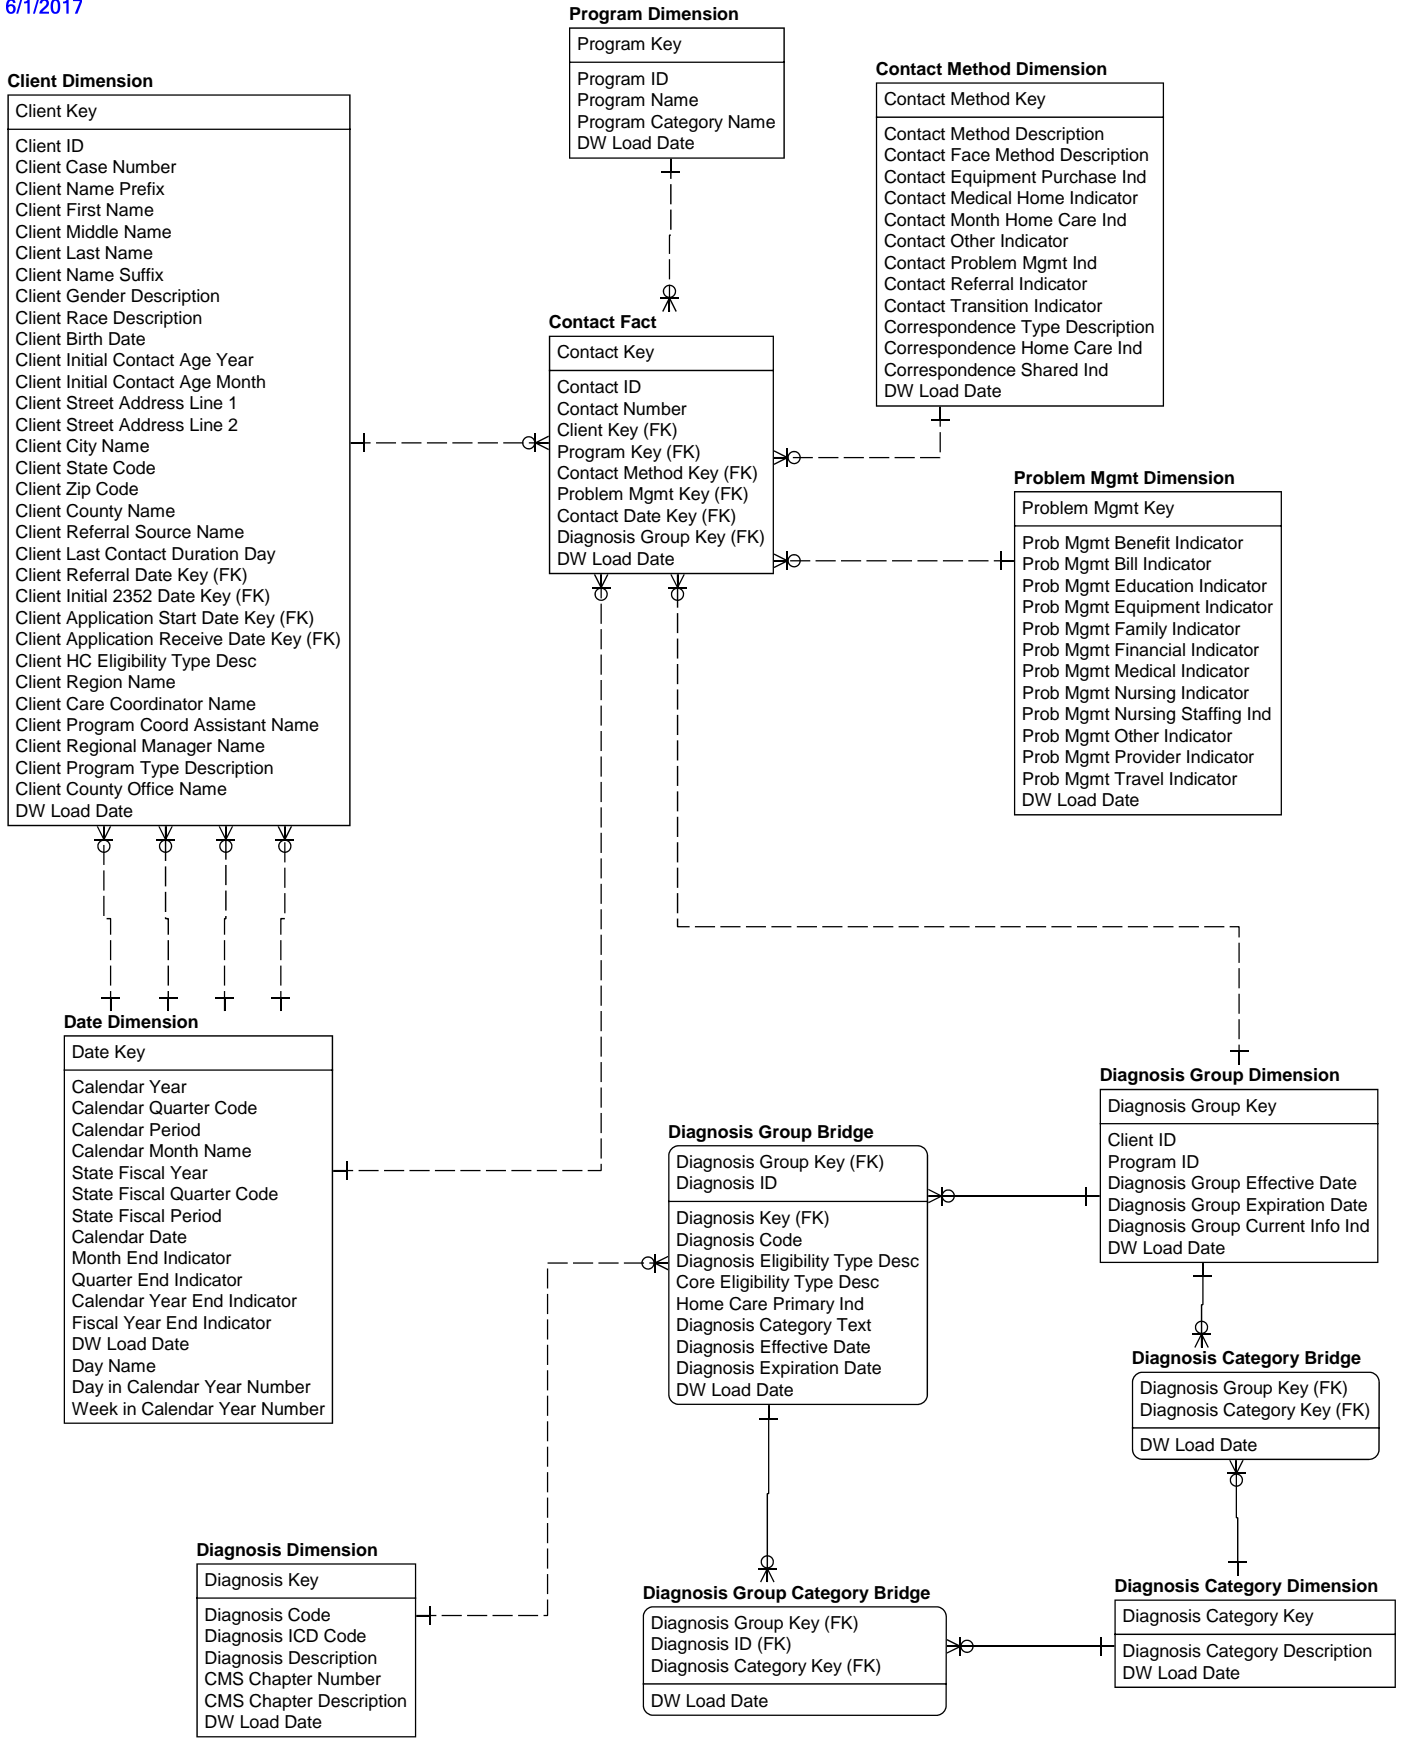 6/1/2017
Program Dimension
Program Key
Program ID
Program Name
Program Category Name
DW Load Date
Client Dimension
Client Key
Client ID
Client Case Number
Client Name Prefix
Client First Name
Client Middle Name
Client Last Name
Client Name Suffix
Client Gender Description
Client Race Description
Client Birth Date
Client Initial Contact Age Year
Client Initial Contact Age Month
Client Street Address Line 1
Client Street Address Line 2
Client City Name
Client State Code
Client Zip Code
Client County Name
Client Referral Source Name
Client Last Contact Duration Day
Client Referral Date Key (FK)
Client Initial 2352 Date Key (FK)
Client Application Start Date Key (FK)
Client Application Receive Date Key (FK)
Client HC Eligibility Type Desc
Client Region Name
Client Care Coordinator Name
Client Program Coord Assistant Name
Client Regional Manager Name
Client Program Type Description
Client County Office Name
DW Load Date
Contact Method Dimension
Contact Method Key
Contact Method Description
Contact Face Method Description
Contact Equipment Purchase Ind
Contact Medical Home Indicator
Contact Month Home Care Ind
Contact Other Indicator
Contact Problem Mgmt Ind
Contact Referral Indicator
Contact Transition Indicator
Correspondence Type Description
Correspondence Home Care Ind
Correspondence Shared Ind
DW Load Date
Contact Fact
Contact Key
Contact ID
Contact Number
Client Key (FK)
Program Key (FK)
Contact Method Key (FK)
Problem Mgmt Key (FK)
Contact Date Key (FK)
Diagnosis Group Key (FK)
DW Load Date
Problem Mgmt Dimension
Problem Mgmt Key
Prob Mgmt Benefit Indicator
Prob Mgmt Bill Indicator
Prob Mgmt Education Indicator
Prob Mgmt Equipment Indicator
Prob Mgmt Family Indicator
Prob Mgmt Financial Indicator
Prob Mgmt Medical Indicator
Prob Mgmt Nursing Indicator
Prob Mgmt Nursing Staffing Ind
Prob Mgmt Other Indicator
Prob Mgmt Provider Indicator
Prob Mgmt Travel Indicator
DW Load Date
Date Dimension
Date Key
Calendar Year
Calendar Quarter Code
Calendar Period
Calendar Month Name
State Fiscal Year
State Fiscal Quarter Code
State Fiscal Period
Calendar Date
Month End Indicator
Quarter End Indicator
Calendar Year End Indicator
Fiscal Year End Indicator
DW Load Date
Day Name
Day in Calendar Year Number
Week in Calendar Year Number
Diagnosis Group Dimension
Diagnosis Group Key
Client ID
Program ID
Diagnosis Group Effective Date
Diagnosis Group Expiration Date
Diagnosis Group Current Info Ind
DW Load Date
Diagnosis Group Bridge
Diagnosis Group Key (FK)
Diagnosis ID
Diagnosis Key (FK)
Diagnosis Code
Diagnosis Eligibility Type Desc
Core Eligibility Type Desc
Home Care Primary Ind
Diagnosis Category Text
Diagnosis Effective Date
Diagnosis Expiration Date
DW Load Date
Diagnosis Category Bridge
Diagnosis Group Key (FK)
Diagnosis Category Key (FK)
DW Load Date
Diagnosis Dimension
Diagnosis Key
Diagnosis Code
Diagnosis ICD Code
Diagnosis Description
CMS Chapter Number
CMS Chapter Description
DW Load Date
Diagnosis Group Category Bridge
Diagnosis Group Key (FK)
Diagnosis ID (FK)
Diagnosis Category Key (FK)
DW Load Date
Diagnosis Category Dimension
Diagnosis Category Key
Diagnosis Category Description
DW Load Date